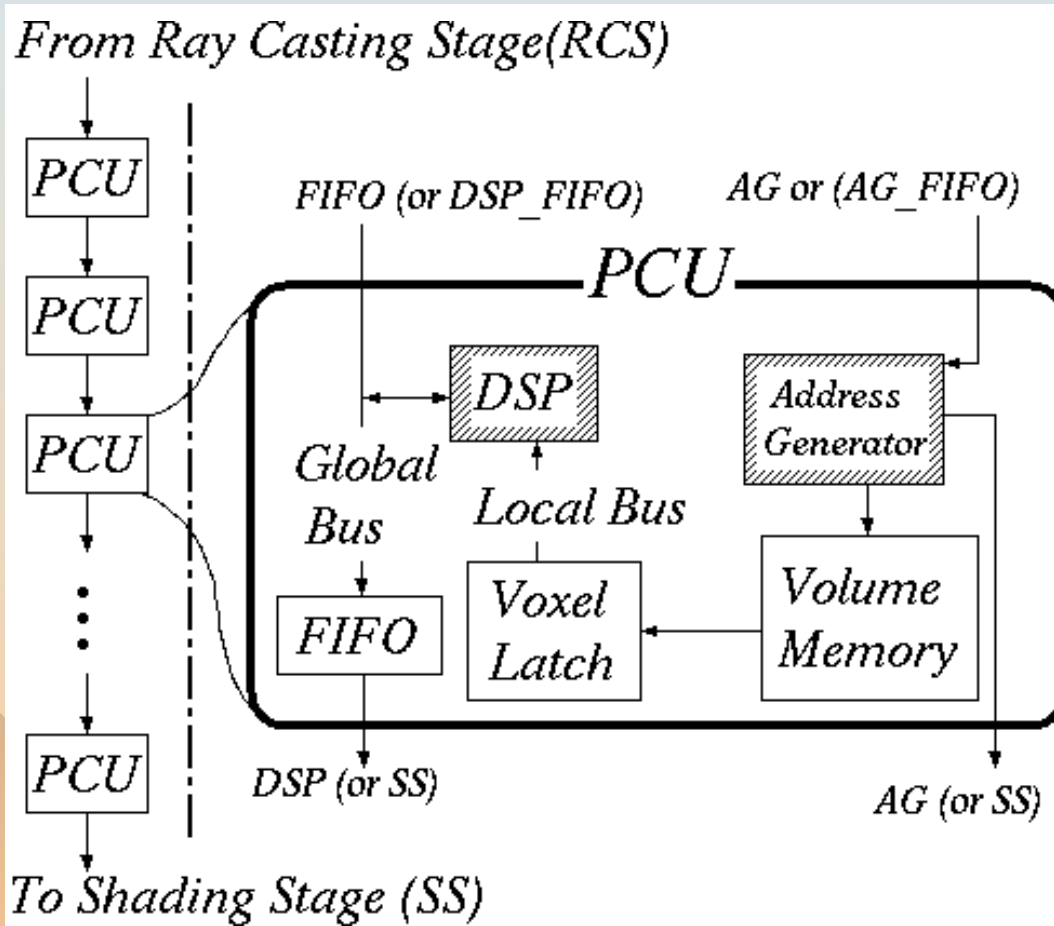 From Ray Casting Stage(RCS)
PCU
PCU
PCU
PCU
To Shading Stage (SS)
FIFO (or DSP_FIFO)
AG or (AG_FIFO)
PCU
DSP
Address
Generator
Global
Bus
Local Bus
FIFO
Voxel
Latch
Volume
Memory
DSP (or SS)
AG (or SS)